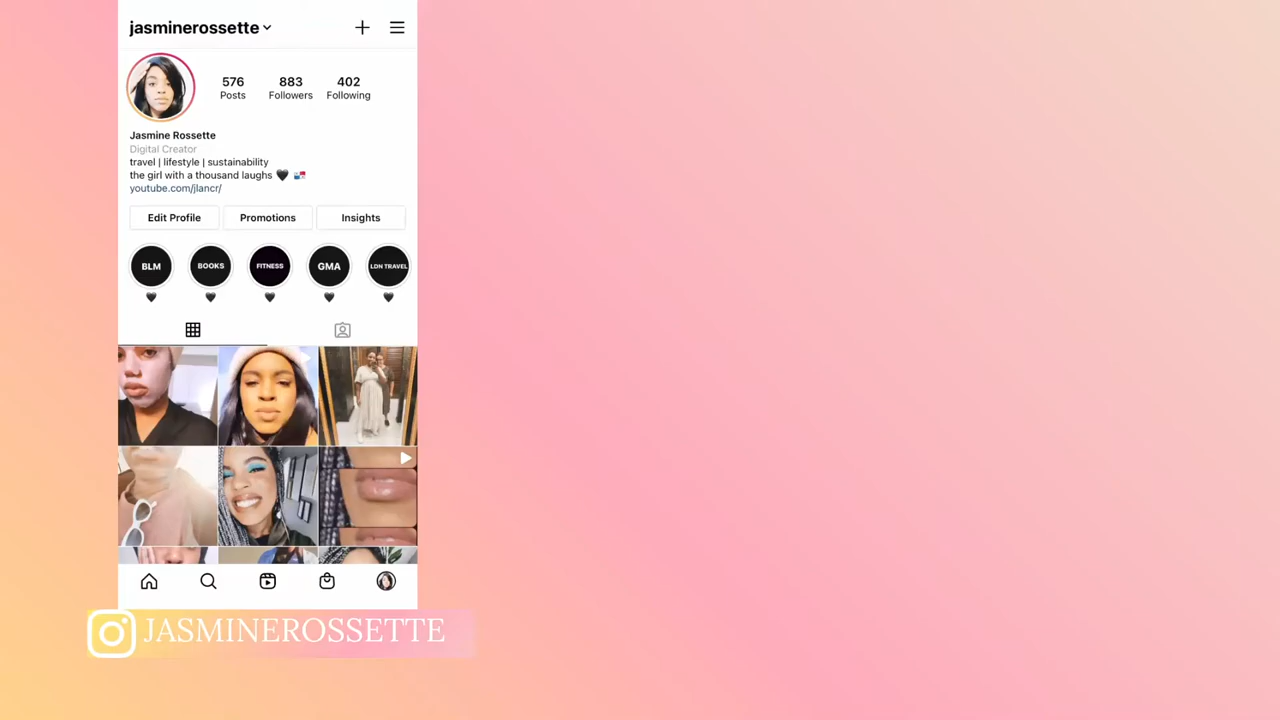 jasminerossette
576 883 402
Posts Followers Following
Jasmine Rossette
Digital Creator
travel | lifestyle | sustainability
the girl with a thousand laughs 🖤 🇵🇦
youtube.com/jlancr/
Edit Profile Promotions Insights
BLM BOOKS FITNESS GMA LDN TRAVEL
🖤 🖤 🖤 🖤 🖤
JASMINEROSSETTE